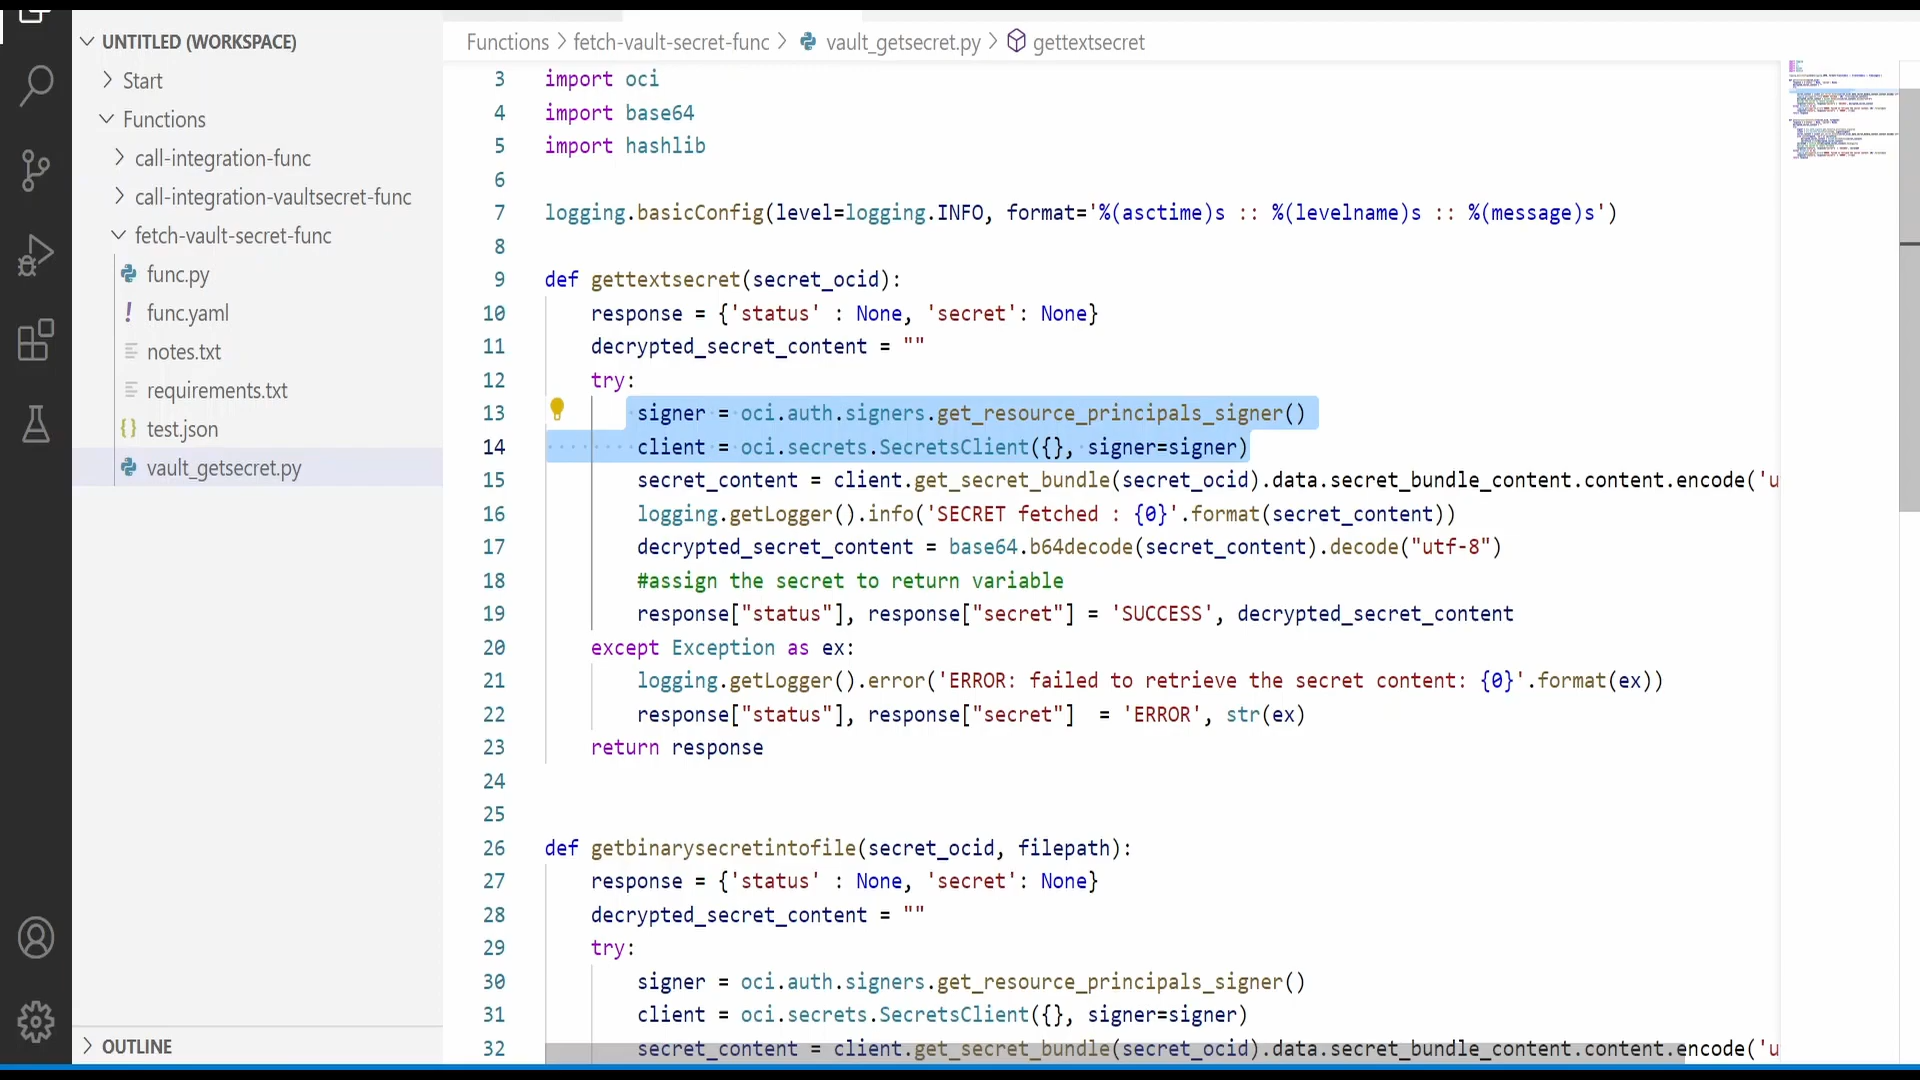 UNTITLED (WORKSPACE)
Start
Functions
call-integration-func
call-integration-vaultsecret-func
fetch-vault-secret-func
func.py
! func.yaml
notes.txt
requirements.txt
{} test.json
vault_getsecret.py
OUTLINE
Functions > fetch-vault-secret-func > vault_getsecret.py > gettextsecret
3 import oci
4 import base64
5 import hashlib
6
7 logging.basicConfig(level=logging.INFO, format='%(asctime)s :: %(levelname)s :: %(message)s')
8
9 def gettextsecret(secret_ocid):
10 response = {'status' : None, 'secret': None}
11 decrypted_secret_content = ""
12 try:
13 signer = oci.auth.signers.get_resource_principals_signer()
14 client = oci.secrets.SecretsClient({}, signer=signer)
15 secret_content = client.get_secret_bundle(secret_ocid).data.secret_bundle_content.content.encode('u
16 logging.getLogger().info('SECRET fetched : {0}'.format(secret_content))
17 decrypted_secret_content = base64.b64decode(secret_content).decode("utf-8")
18 #assign the secret to return variable
19 response["status"], response["secret"] = 'SUCCESS', decrypted_secret_content
20 except Exception as ex:
21 logging.getLogger().error('ERROR: failed to retrieve the secret content: {0}'.format(ex))
22 response["status"], response["secret"]  = 'ERROR', str(ex)
23 return response
24
25
26 def getbinarysecretintofile(secret_ocid, filepath):
27 response = {'status' : None, 'secret': None}
28 decrypted_secret_content = ""
29 try:
30 signer = oci.auth.signers.get_resource_principals_signer()
31 client = oci.secrets.SecretsClient({}, signer=signer)
32 secret_content = client.get_secret_bundle(secret_ocid).data.secret_bundle_content.content.encode('u